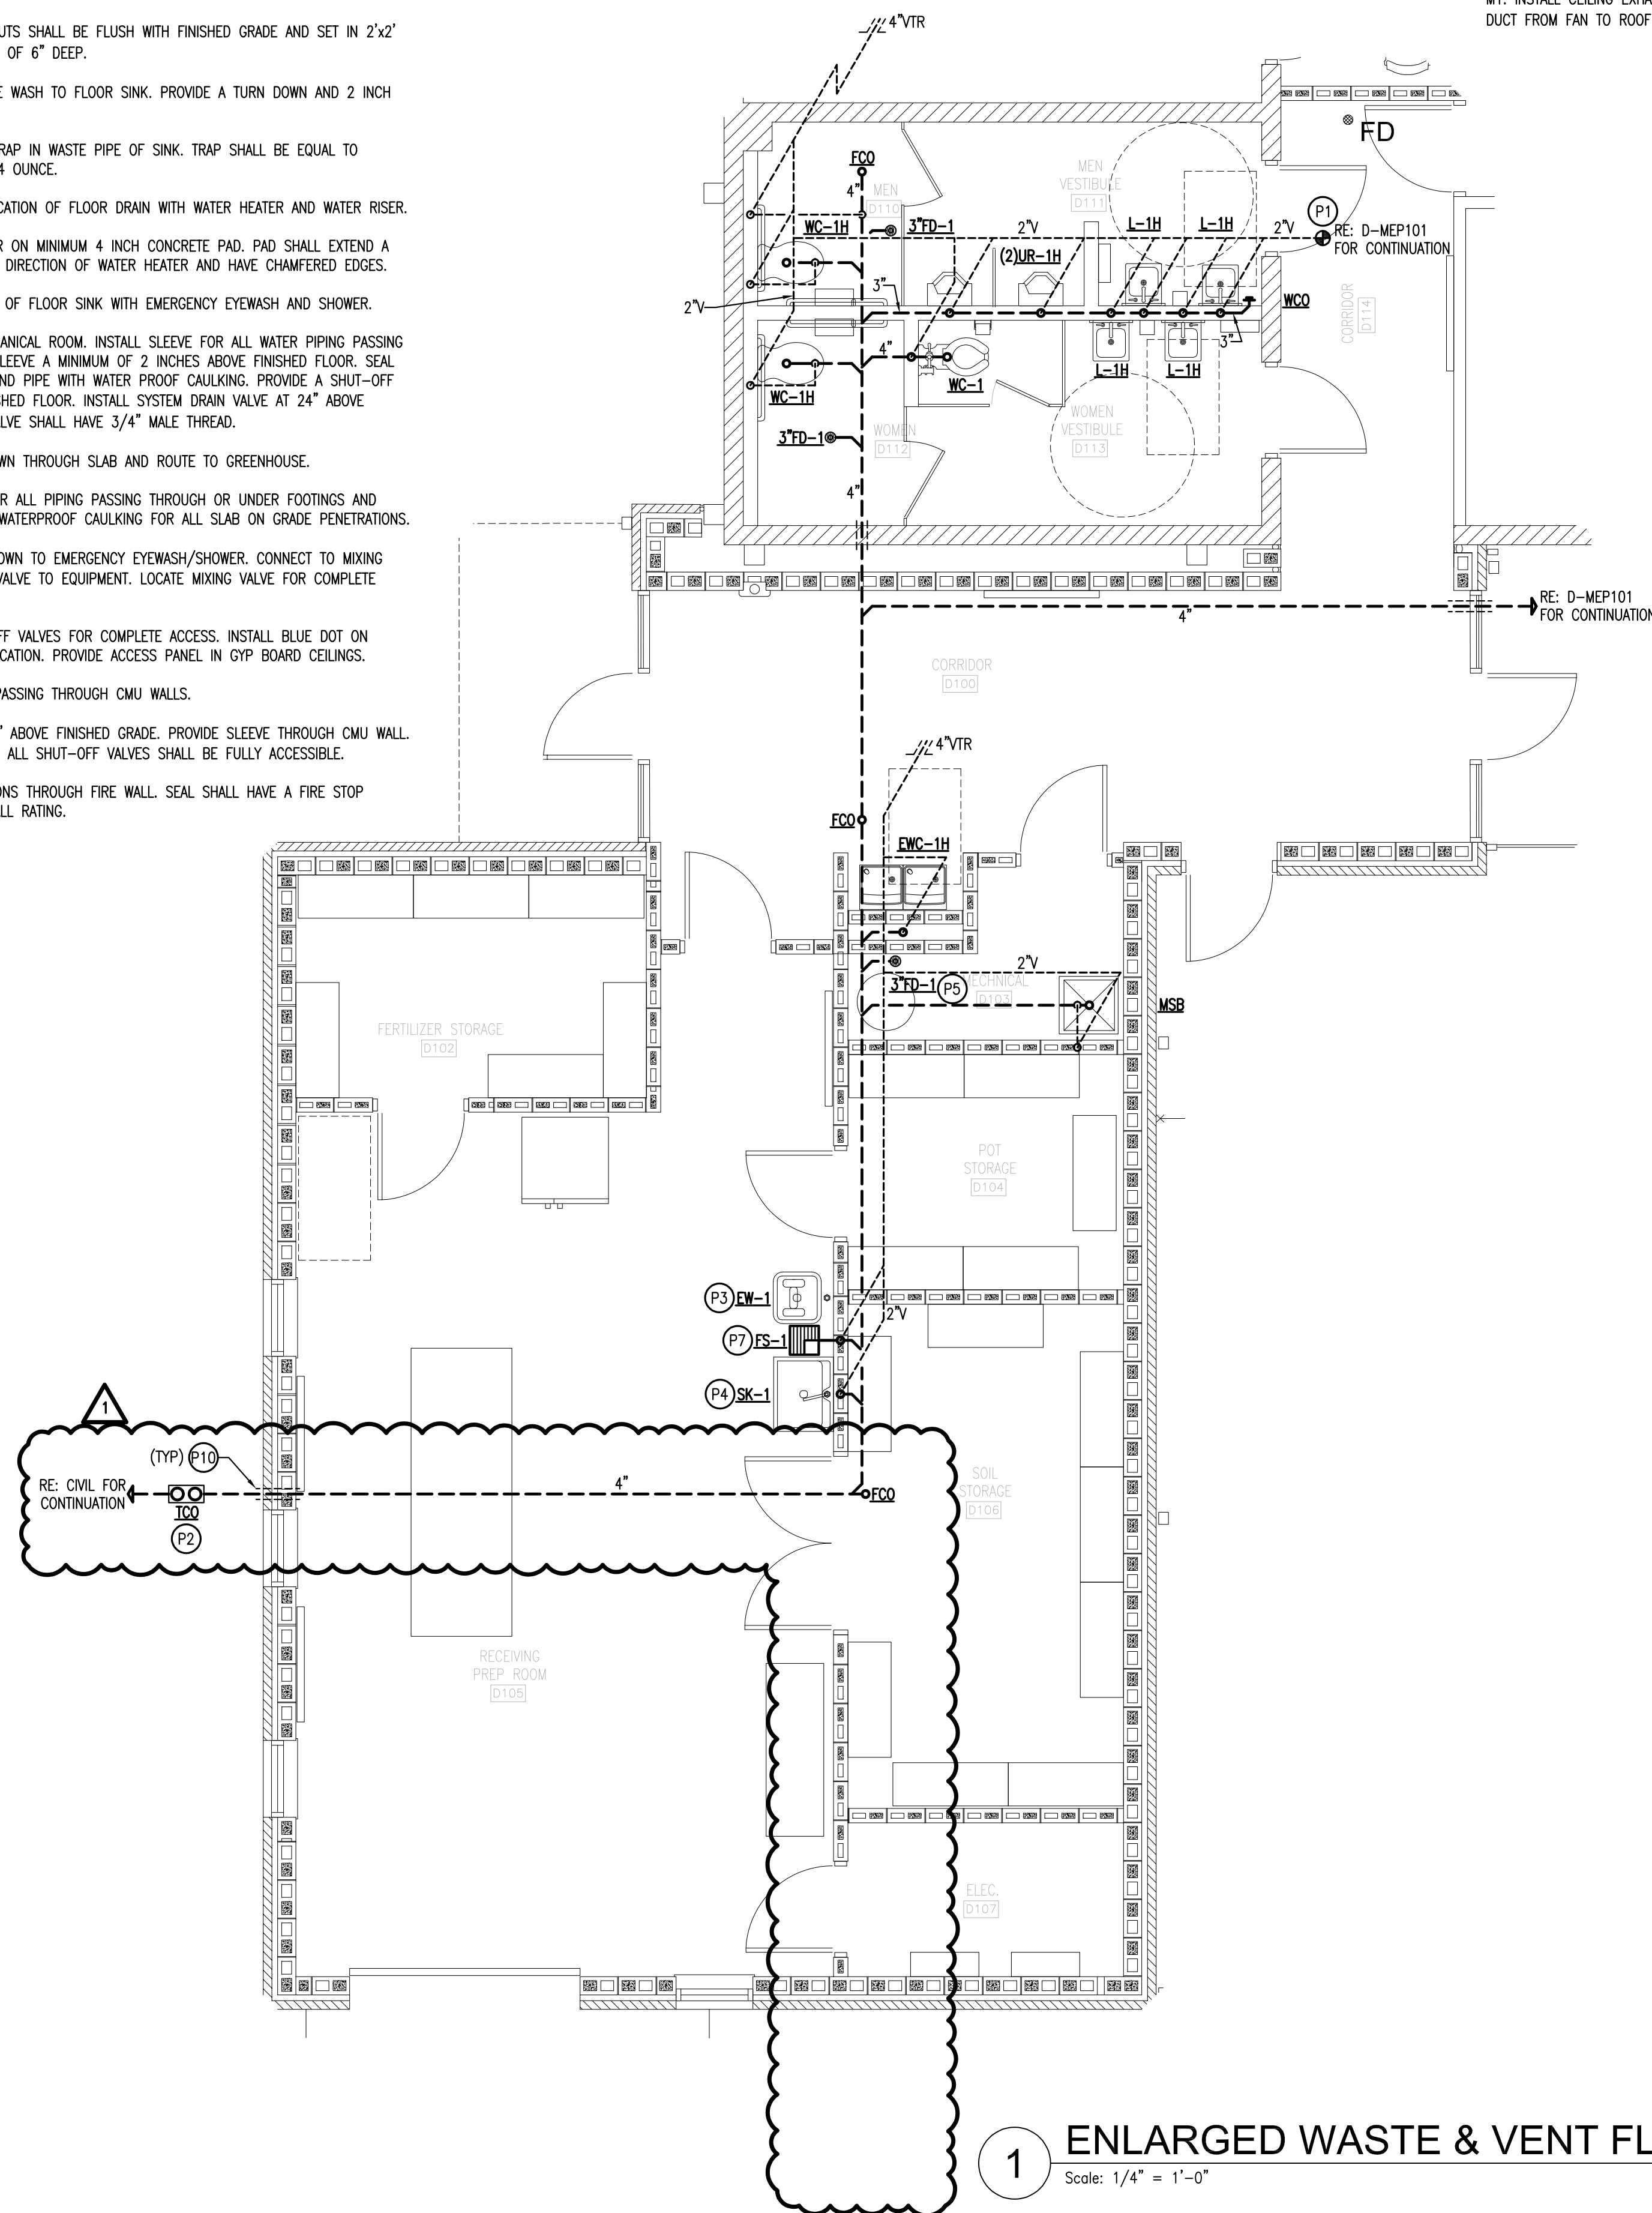 UTS SHALL BE FLUSH WITH FINISHED GRADE AND SET IN 2'x2'
OF 6" DEEP.
E WASH TO FLOOR SINK. PROVIDE A TURN DOWN AND 2 INCH
RAP IN WASTE PIPE OF SINK. TRAP SHALL BE EQUAL TO
4 OUNCE.
CATION OF FLOOR DRAIN WITH WATER HEATER AND WATER RISER.
R ON MINIMUM 4 INCH CONCRETE PAD. PAD SHALL EXTEND A
DIRECTION OF WATER HEATER AND HAVE CHAMFERED EDGES.
OF FLOOR SINK WITH EMERGENCY EYEWASH AND SHOWER.
ANICAL ROOM. INSTALL SLEEVE FOR ALL WATER PIPING PASSING
LEEVE A MINIMUM OF 2 INCHES ABOVE FINISHED FLOOR. SEAL
ND PIPE WITH WATER PROOF CAULKING. PROVIDE A SHUT-OFF
SHED FLOOR. INSTALL SYSTEM DRAIN VALVE AT 24" ABOVE
LVE SHALL HAVE 3/4" MALE THREAD.
WN THROUGH SLAB AND ROUTE TO GREENHOUSE.
R ALL PIPING PASSING THROUGH OR UNDER FOOTINGS AND
WATERPROOF CAULKING FOR ALL SLAB ON GRADE PENETRATIONS.
OWN TO EMERGENCY EYEWASH/SHOWER. CONNECT TO MIXING
VALVE TO EQUIPMENT. LOCATE MIXING VALVE FOR COMPLETE
FF VALVES FOR COMPLETE ACCESS. INSTALL BLUE DOT ON
CATION. PROVIDE ACCESS PANEL IN GYP BOARD CEILINGS.
PASSING THROUGH CMU WALLS.
" ABOVE FINISHED GRADE. PROVIDE SLEEVE THROUGH CMU WALL.
ALL SHUT-OFF VALVES SHALL BE FULLY ACCESSIBLE.
ONS THROUGH FIRE WALL. SEAL SHALL HAVE A FIRE STOP
LL RATING.
DUCT FROM FAN TO ROOF
4"VTR
FD
FCO
4"
MEN
D110
MEN
VESTIBULE
D111
WC-1H
3"FD-1
2"V
L-1H
L-1H
2"V
P1
RE: D-MEP101
FOR CONTINUATION
(2)UR-1H
3"
2"V
WCO
CORRIDOR
D114
4"
3"
WC-1H
WC-1
L-1H
L-1H
WOMEN
VESTIBULE
D113
3"FD-1
WOMEN
D112
4"
RE: D-MEP101
FOR CONTINUATION
4"
CORRIDOR
D100
4"VTR
FCO
EWC-1H
2"V
3"FD-1
P5
MECHNICAL
D103
MSB
FERTILIZER STORAGE
D102
POT
STORAGE
D104
P3
EW-1
P7
FS-1
2"V
P4
SK-1
1
(TYP)
P10
RE: CIVIL FOR
CONTINUATION
4"
TCO
P2
FCO
SOIL
STORAGE
D106
RECEIVING
PREP ROOM
D105
ELEC.
D107
1
ENLARGED WASTE & VENT FL
Scale: 1/4" = 1'-0"